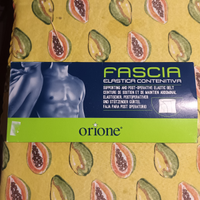 FASCIA
ELASTICA CONTENITIVA
SUPPORTING AND POST-OPERATIVE ELASTIC BELT
CEINTURE DE SOUTIEN ET DE MAINTIEN ABDOMINAL
ELASTISCHER, POSTOPERATIVER
UND STÜTZENDER GÜRTEL
FAJA PARA POST OPERATORIO
orione®